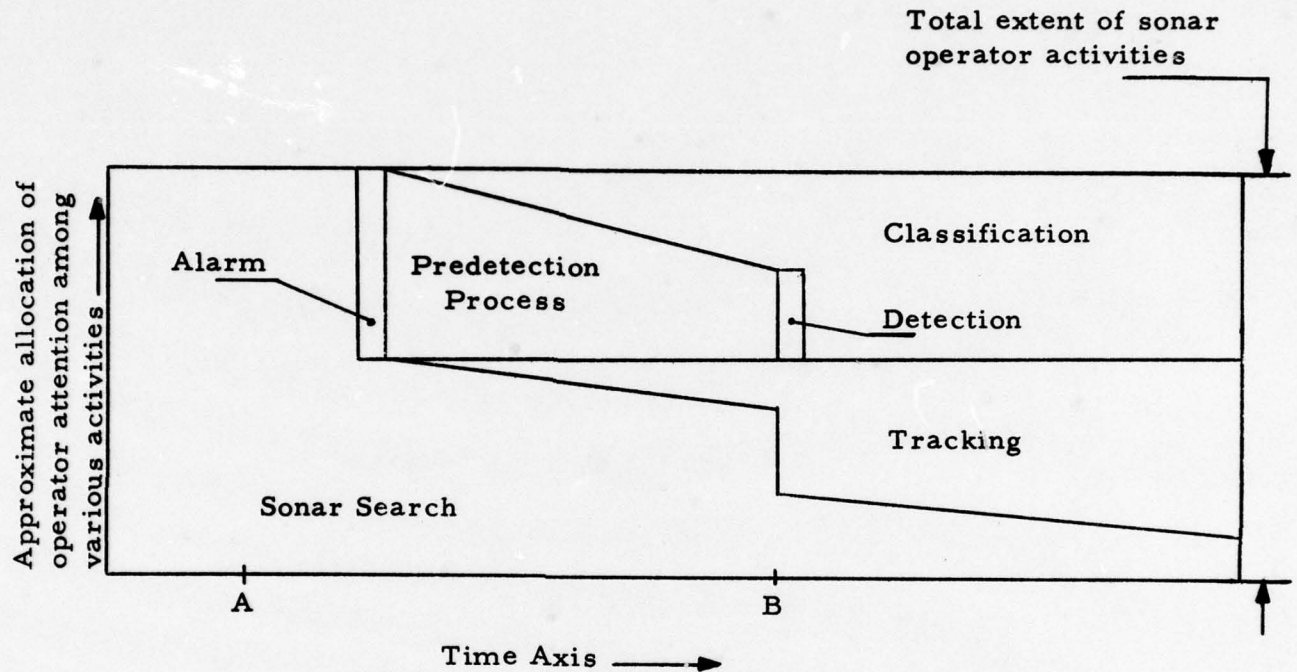 Total extent of sonar
operator activities
Approximate allocation of
operator attention among
various activities
Alarm
Predetection
Process
Classification
Detection
Tracking
Sonar Search
A
B
Time Axis